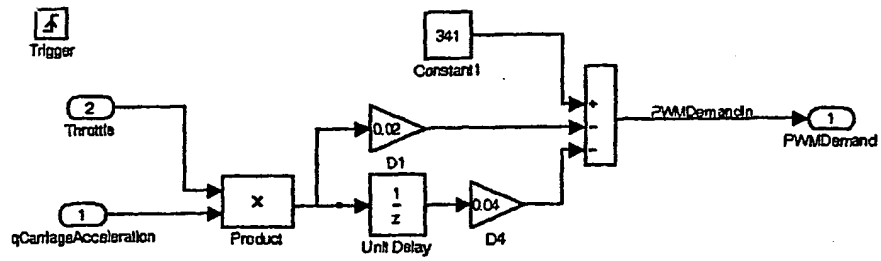 Trigger
341
Constant1
2
Throttle
0.02
D1
+
-
-
PWMDemandIn
1
PWMDemand
1
qCarriageAcceleration
x
Product
1
z
Unit Delay
0.04
D4